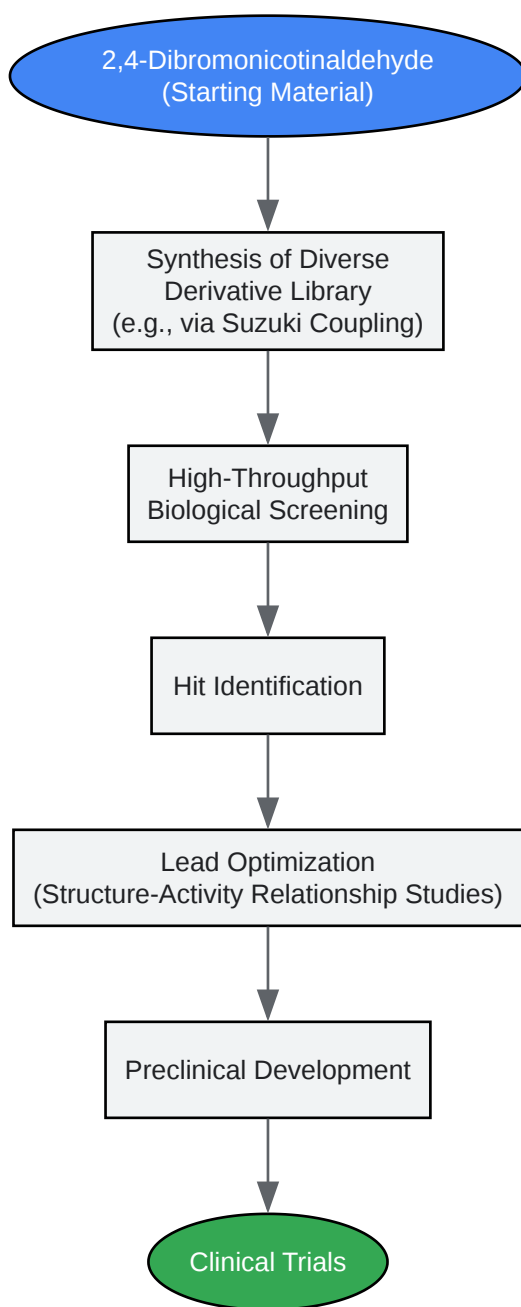 2,4-Dibromonicotinaldehyde
(Starting Material)
Synthesis of Diverse
Derivative Library
(e.g., via Suzuki Coupling)
High-Throughput
Biological Screening
Hit Identification
Lead Optimization
(Structure-Activity Relationship Studies)
Preclinical Development
Clinical Trials